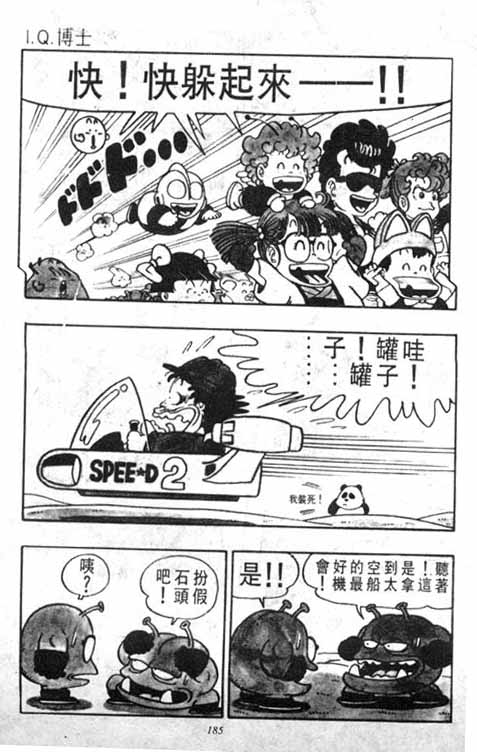 I.Q.博士
快！快躲起來——!!
ドドド…
哇！
罐子
！罐
子……
SPEE★D 2
我裝死！
聽著
！這
是拿
到太
空船
的最
好機
會！
是!!
扮假
石頭
吧！
咦？
185